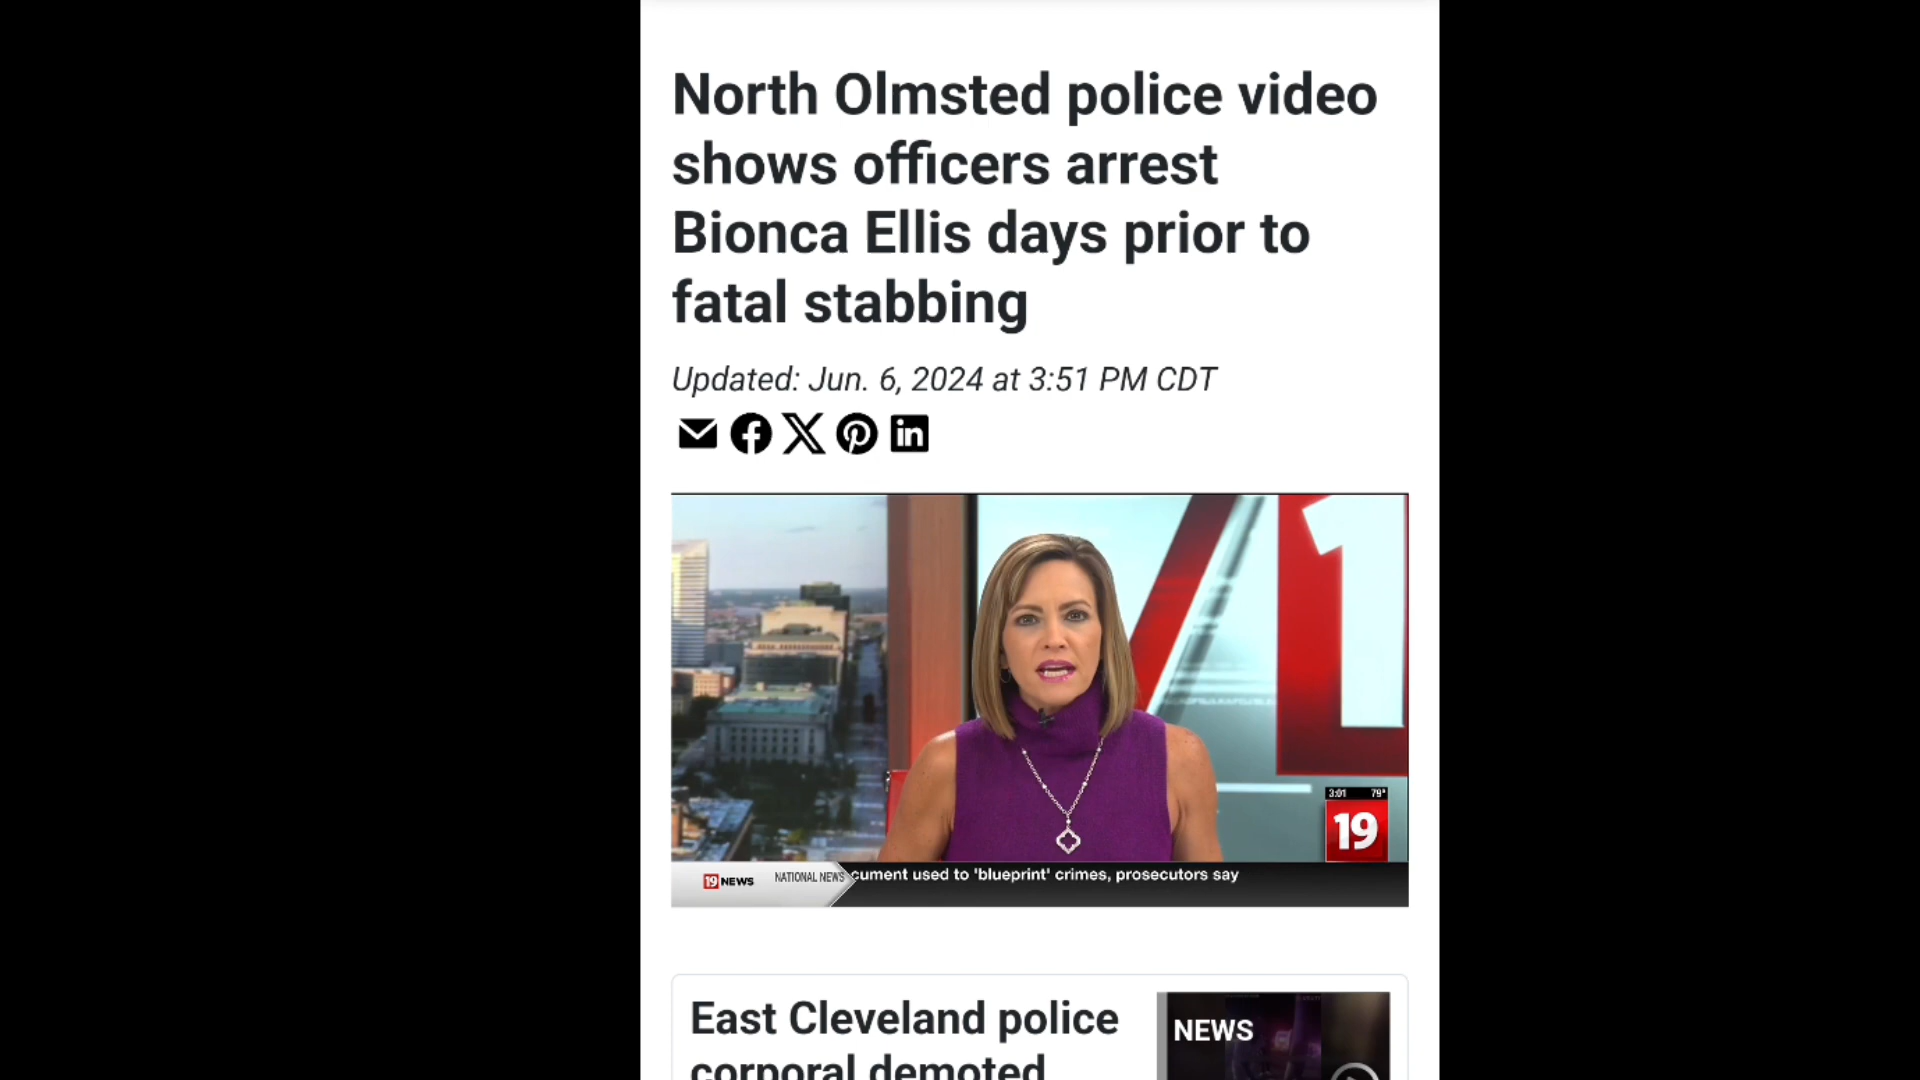 North Olmsted police video
shows officers arrest
Bionca Ellis days prior to
fatal stabbing
Updated: Jun. 6, 2024 at 3:51 PM CDT
3:01 79°
19
19 NEWS NATIONAL NEWS cument used to 'blueprint' crimes, prosecutors say
East Cleveland police
corporal demoted
NEWS